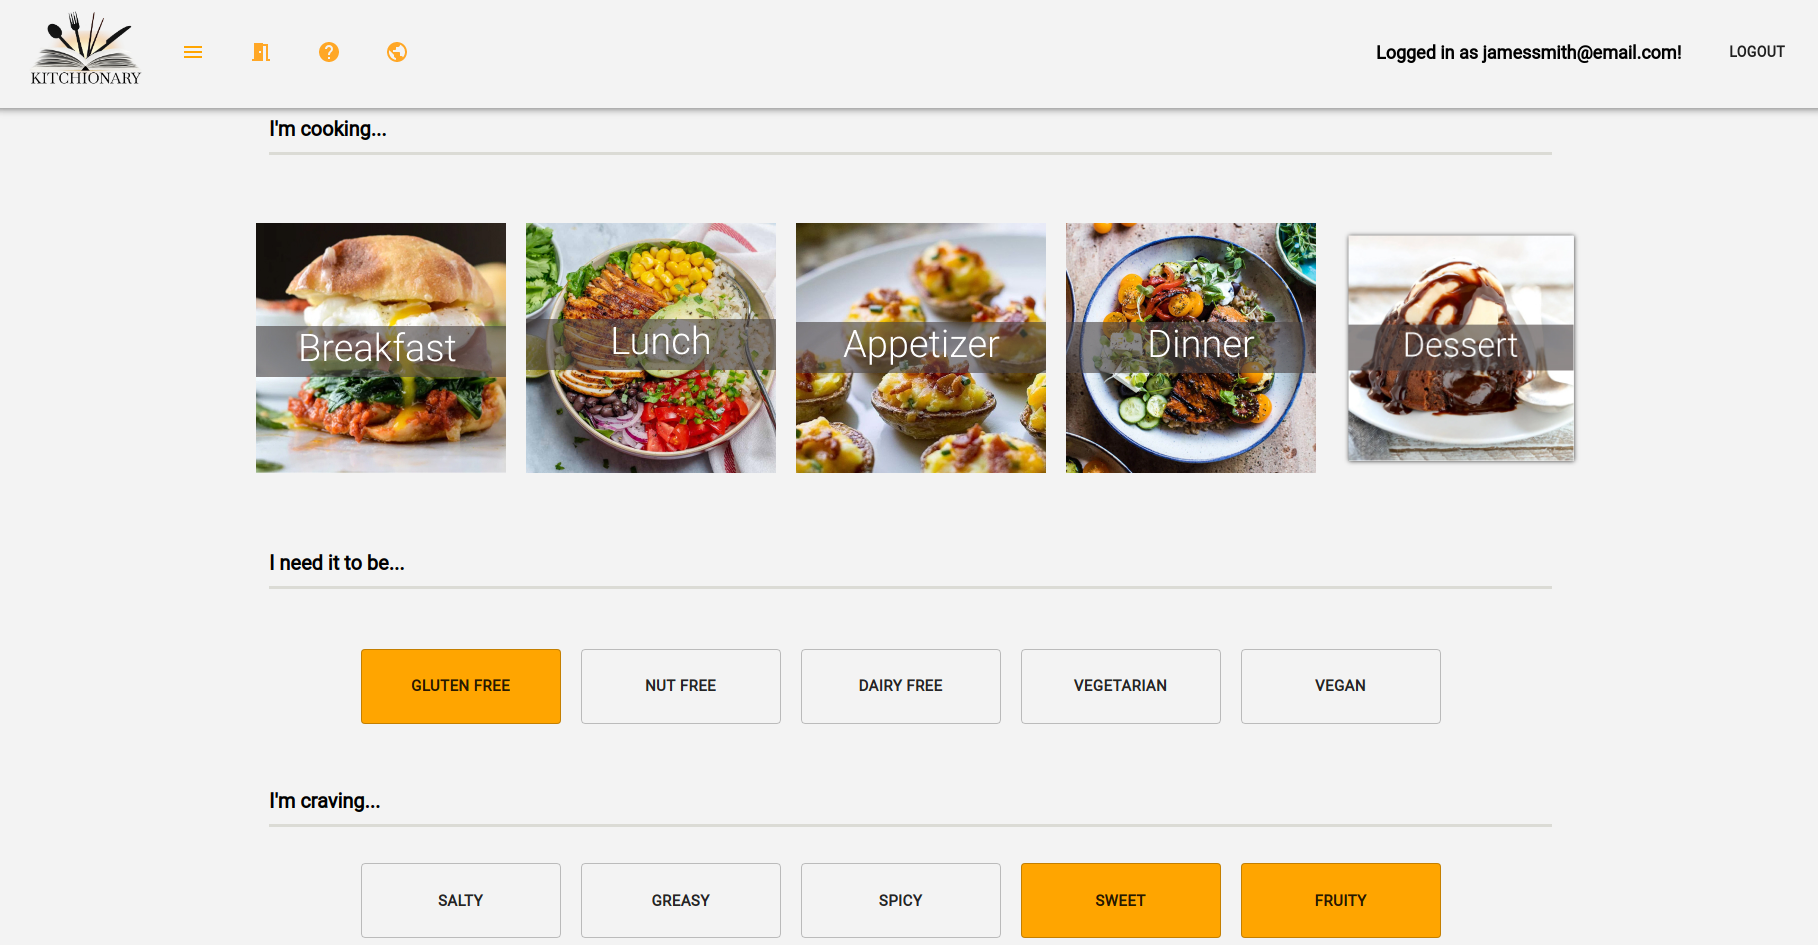 KITCHIONARY
Logged in as jamessmith@email.com!
LOGOUT
I'm cooking...
Breakfast
Lunch
Appetizer
Dinner
Dessert
I need it to be...
GLUTEN FREE
NUT FREE
DAIRY FREE
VEGETARIAN
VEGAN
I'm craving...
SALTY
GREASY
SPICY
SWEET
FRUITY